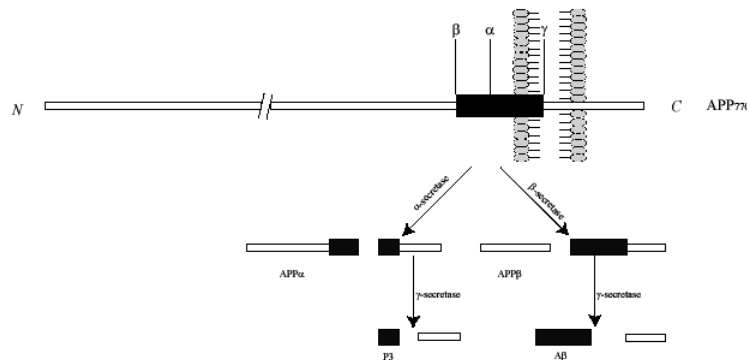 β α γ
N C APP770
α-secretase β-secretase
APPα APPβ
γ-secretase γ-secretase
P3 Aβ